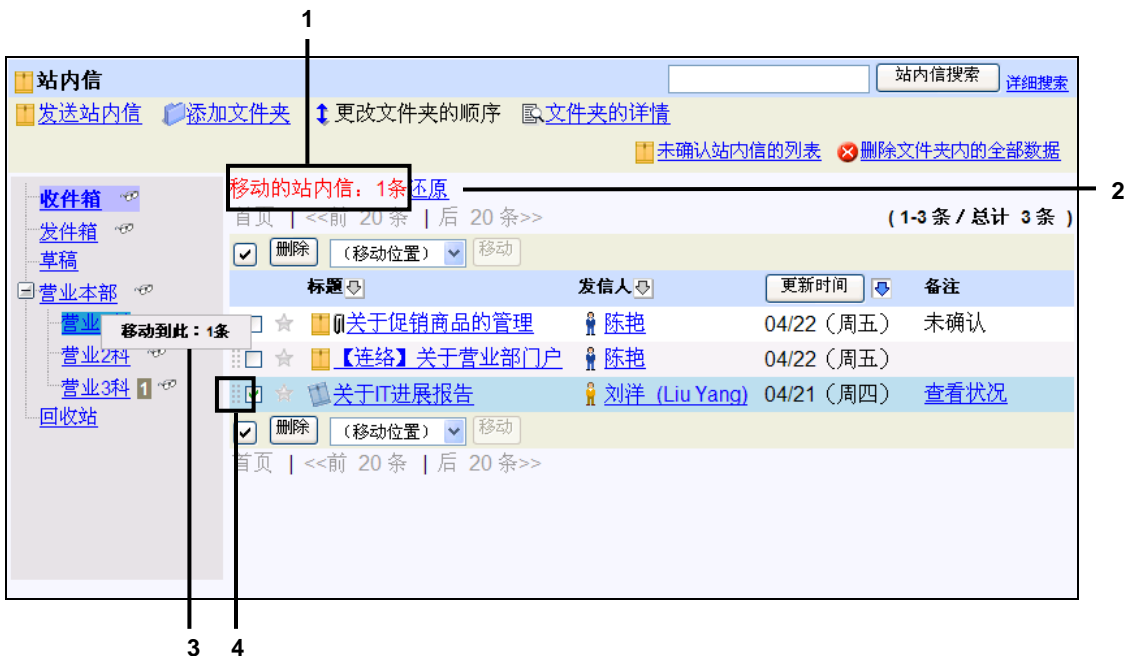 1
站内信 站内信搜索 详细搜索
发送站内信 添加文件夹 更改文件夹的顺序 文件夹的详情
未确认站内信的列表 删除文件夹内的全部数据
移动的站内信：1条 还原
2
首页 | <<前 20 条 | 后 20 条>> ( 1-3 条 / 总计 3 条 )
收件箱
发件箱
草稿
营业本部
营业
移动到此：1条
营业2科
营业3科 1
回收站
删除 （移动位置） 移动
标题 发信人 更新时间 备注
关于促销商品的管理 陈艳 04/22（周五） 未确认
【连络】关于营业部门户 陈艳 04/22（周五）
关于IT进展报告 刘洋 (Liu Yang) 04/21（周四） 查看状况
删除 （移动位置） 移动
首页 | <<前 20 条 | 后 20 条>>
3 4